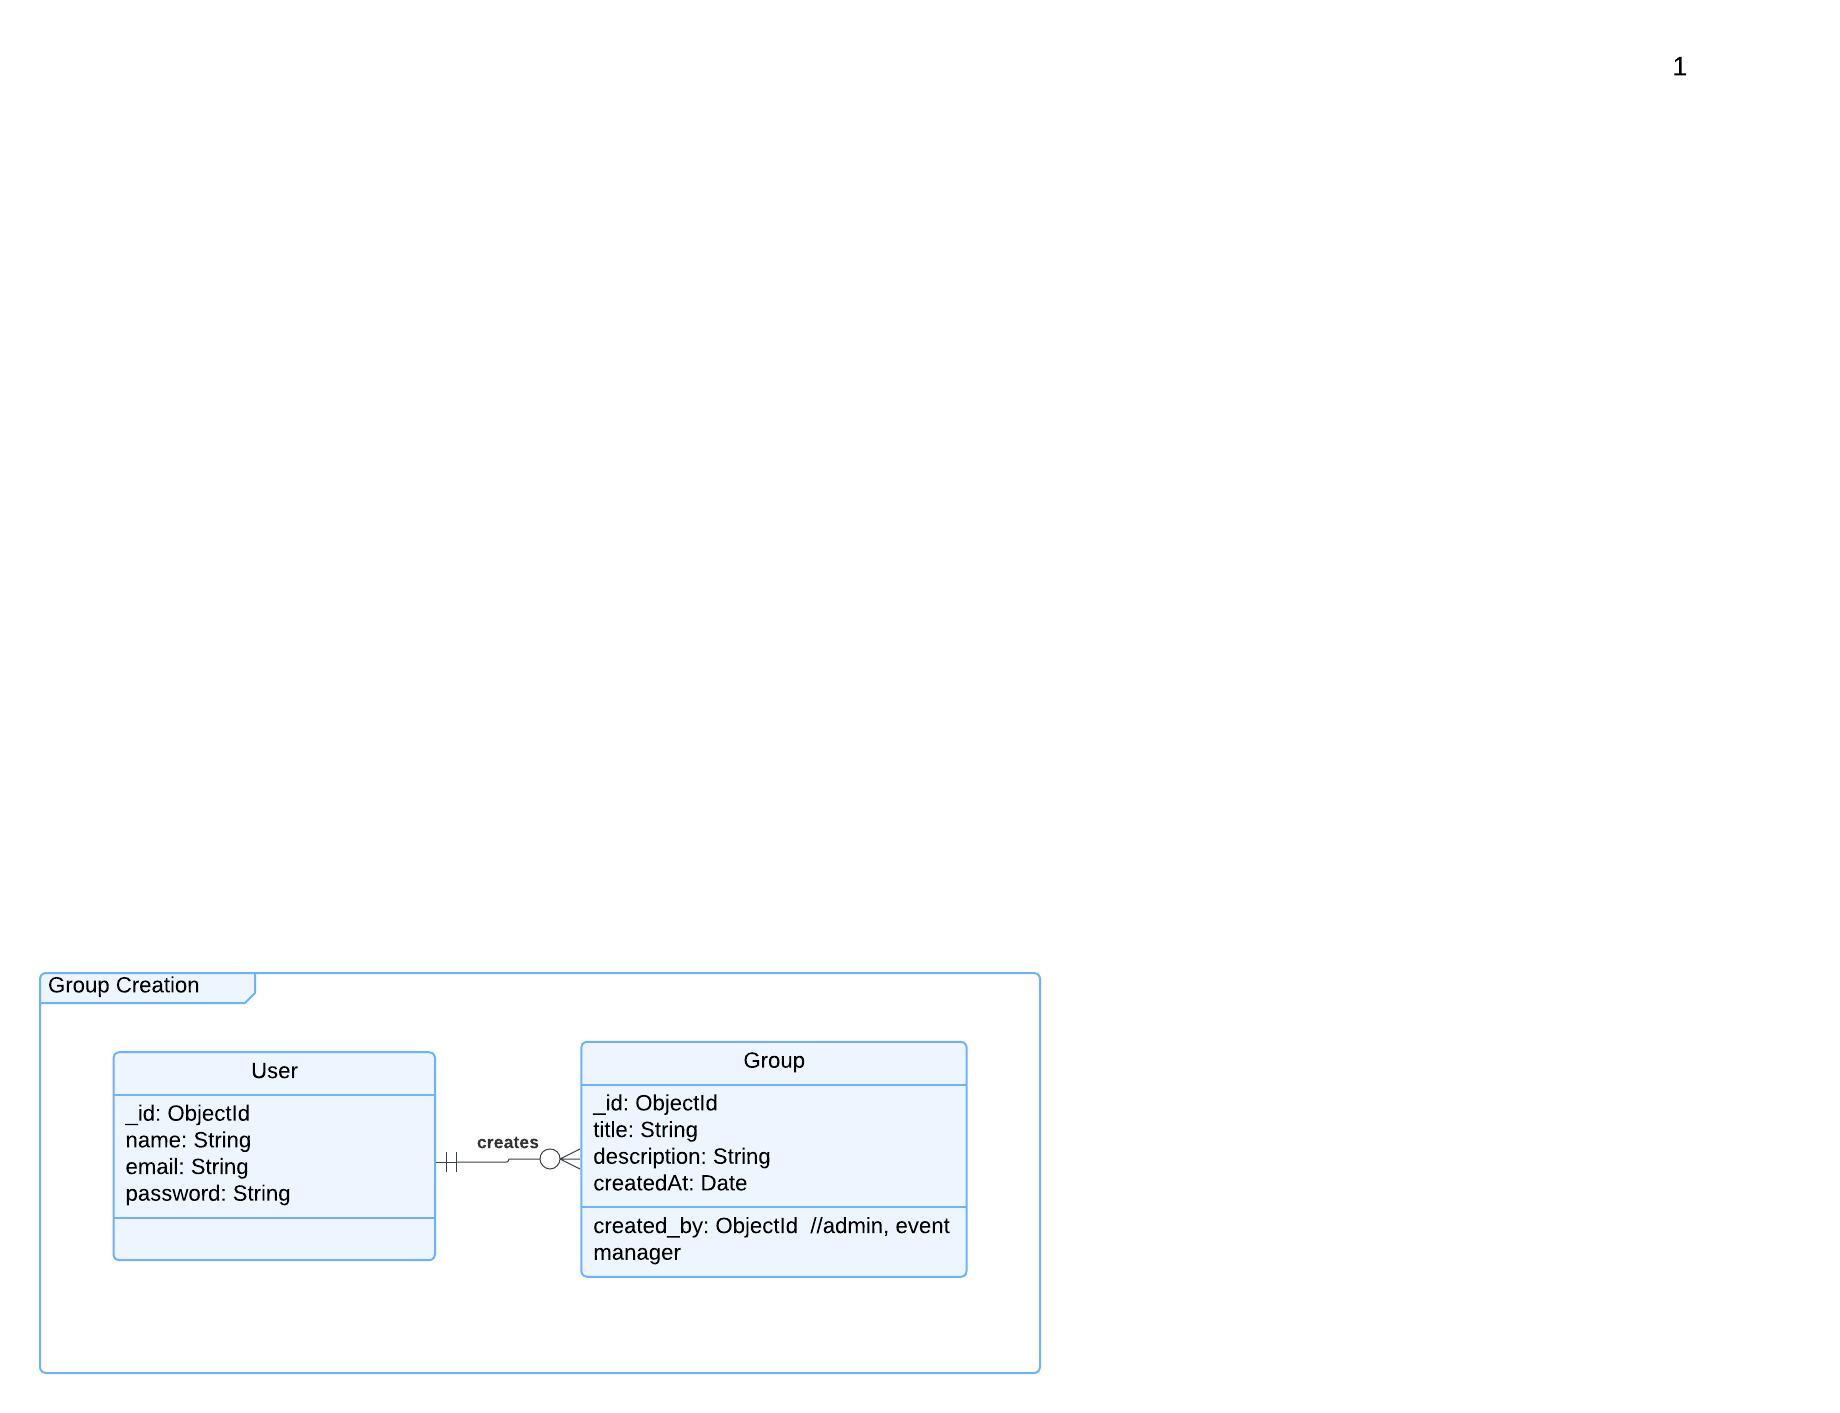 1
Group Creation
User
_id: ObjectId
name: String
email: String
password: String
creates
Group
_id: ObjectId
title: String
description: String
createdAt: Date
created_by: ObjectId  //admin, event
manager